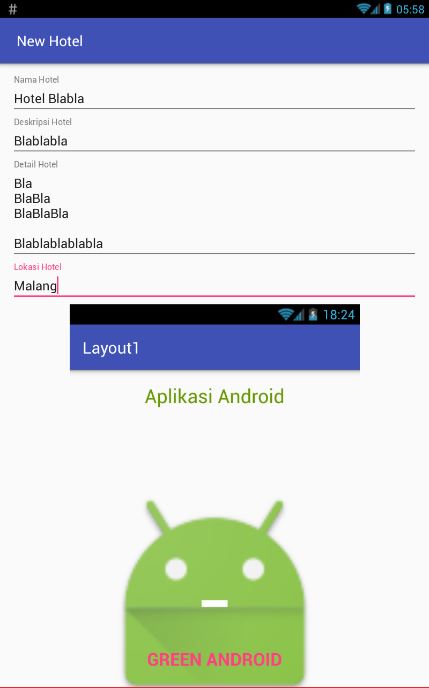 #
05:58
New Hotel
Nama Hotel
Hotel Blabla
Deskripsi Hotel
Blablabla
Detail Hotel
Bla
BlaBla
BlaBlaBla
Blablablablabla
Lokasi Hotel
Malang
18:24
Layout1
Aplikasi Android
GREEN ANDROID